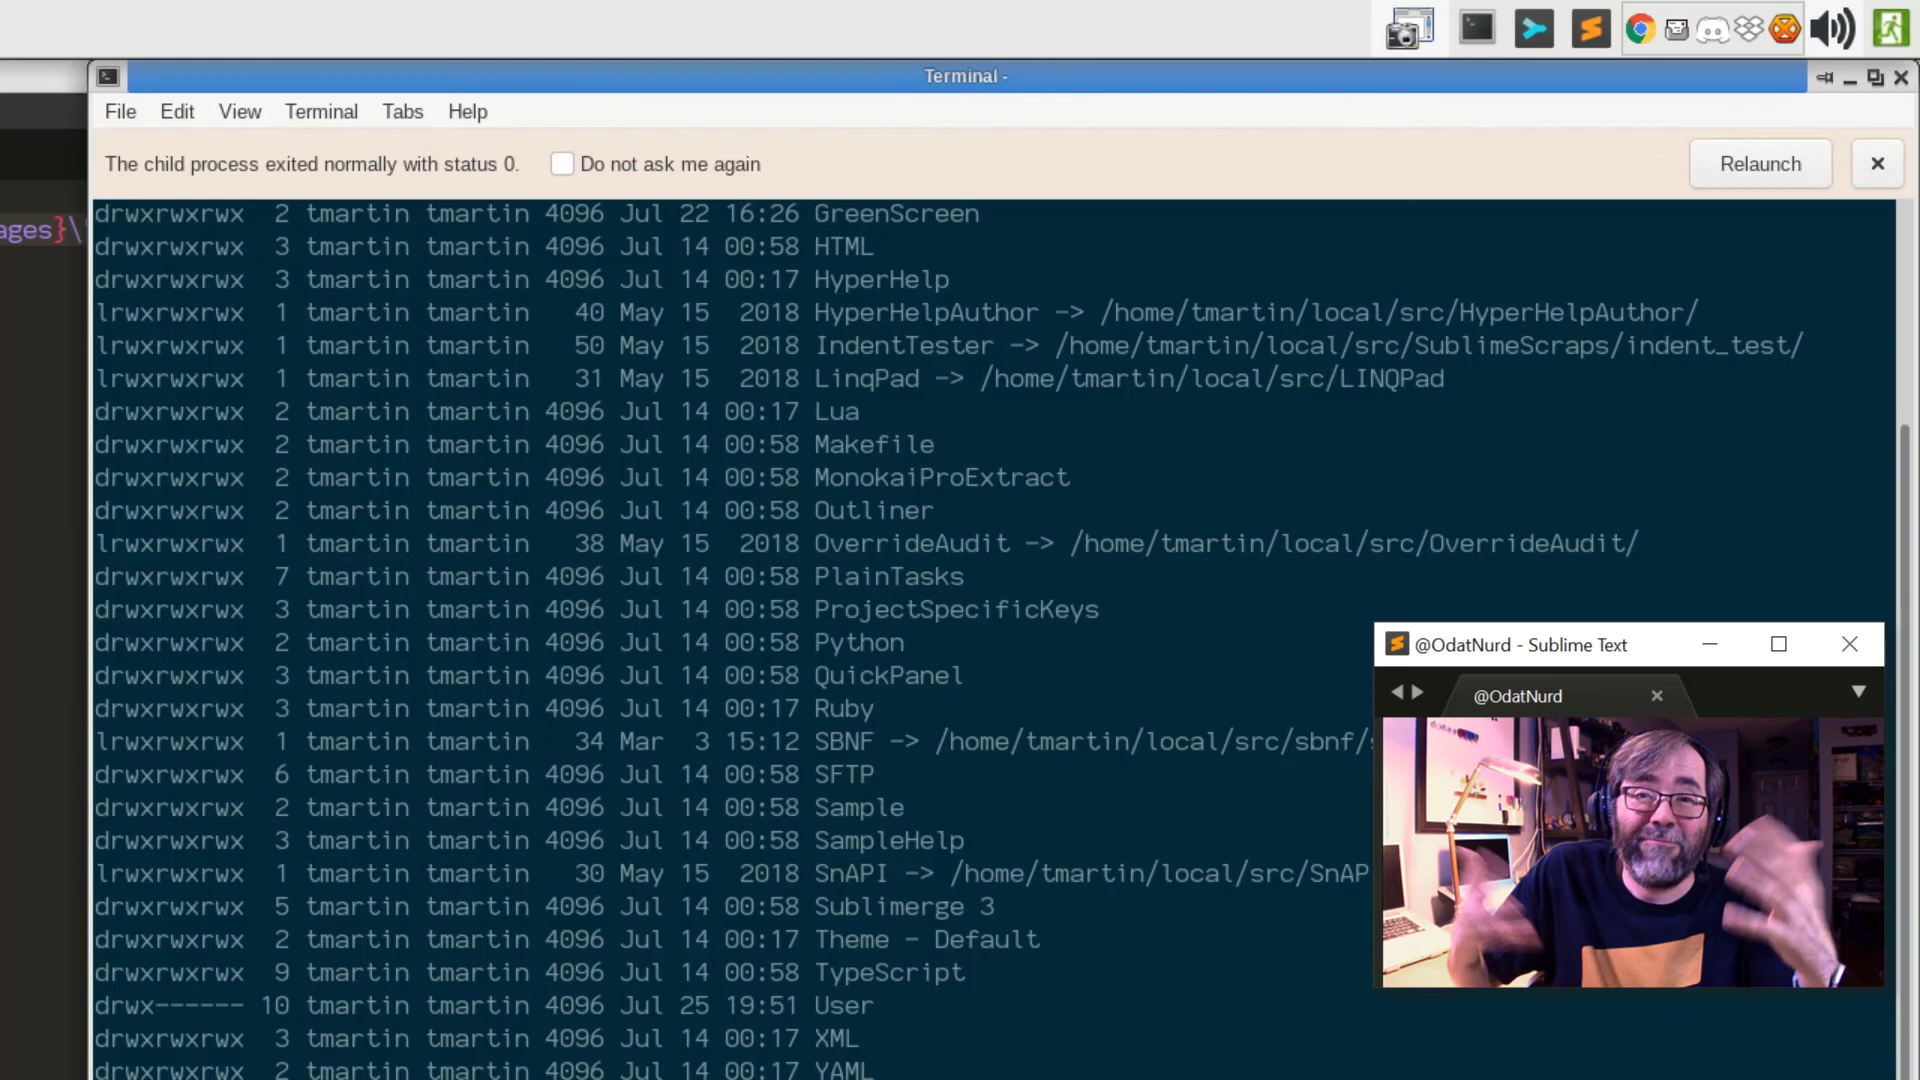 Terminal -
File Edit View Terminal Tabs Help
The child process exited normally with status 0. Do not ask me again Relaunch
ages}\
drwxrwxrwx 2 tmartin tmartin 4096 Jul 22 16:26 GreenScreen
drwxrwxrwx 3 tmartin tmartin 4096 Jul 14 00:58 HTML
drwxrwxrwx 3 tmartin tmartin 4096 Jul 14 00:17 HyperHelp
lrwxrwxrwx 1 tmartin tmartin 40 May 15 2018 HyperHelpAuthor -> /home/tmartin/local/src/HyperHelpAuthor/
lrwxrwxrwx 1 tmartin tmartin 50 May 15 2018 IndentTester -> /home/tmartin/local/src/SublimeScraps/indent_test/
lrwxrwxrwx 1 tmartin tmartin 31 May 15 2018 LinqPad -> /home/tmartin/local/src/LINQPad
drwxrwxrwx 2 tmartin tmartin 4096 Jul 14 00:17 Lua
drwxrwxrwx 2 tmartin tmartin 4096 Jul 14 00:58 Makefile
drwxrwxrwx 2 tmartin tmartin 4096 Jul 14 00:58 MonokaiProExtract
drwxrwxrwx 2 tmartin tmartin 4096 Jul 14 00:58 Outliner
lrwxrwxrwx 1 tmartin tmartin 38 May 15 2018 OverrideAudit -> /home/tmartin/local/src/OverrideAudit/
drwxrwxrwx 7 tmartin tmartin 4096 Jul 14 00:58 PlainTasks
drwxrwxrwx 3 tmartin tmartin 4096 Jul 14 00:58 ProjectSpecificKeys
drwxrwxrwx 2 tmartin tmartin 4096 Jul 14 00:58 Python
drwxrwxrwx 3 tmartin tmartin 4096 Jul 14 00:58 QuickPanel
drwxrwxrwx 3 tmartin tmartin 4096 Jul 14 00:17 Ruby
lrwxrwxrwx 1 tmartin tmartin 34 Mar 3 15:12 SBNF -> /home/tmartin/local/src/sbnf/
drwxrwxrwx 6 tmartin tmartin 4096 Jul 14 00:58 SFTP
drwxrwxrwx 2 tmartin tmartin 4096 Jul 14 00:58 Sample
drwxrwxrwx 3 tmartin tmartin 4096 Jul 14 00:58 SampleHelp
lrwxrwxrwx 1 tmartin tmartin 30 May 15 2018 SnAPI -> /home/tmartin/local/src/SnAP
drwxrwxrwx 5 tmartin tmartin 4096 Jul 14 00:58 Sublimerge 3
drwxrwxrwx 2 tmartin tmartin 4096 Jul 14 00:17 Theme - Default
drwxrwxrwx 9 tmartin tmartin 4096 Jul 14 00:58 TypeScript
drwx------ 10 tmartin tmartin 4096 Jul 25 19:51 User
drwxrwxrwx 3 tmartin tmartin 4096 Jul 14 00:17 XML
drwxrwxrwx 2 tmartin tmartin 4096 Jul 14 00:17 YAML
@OdatNurd - Sublime Text
@OdatNurd